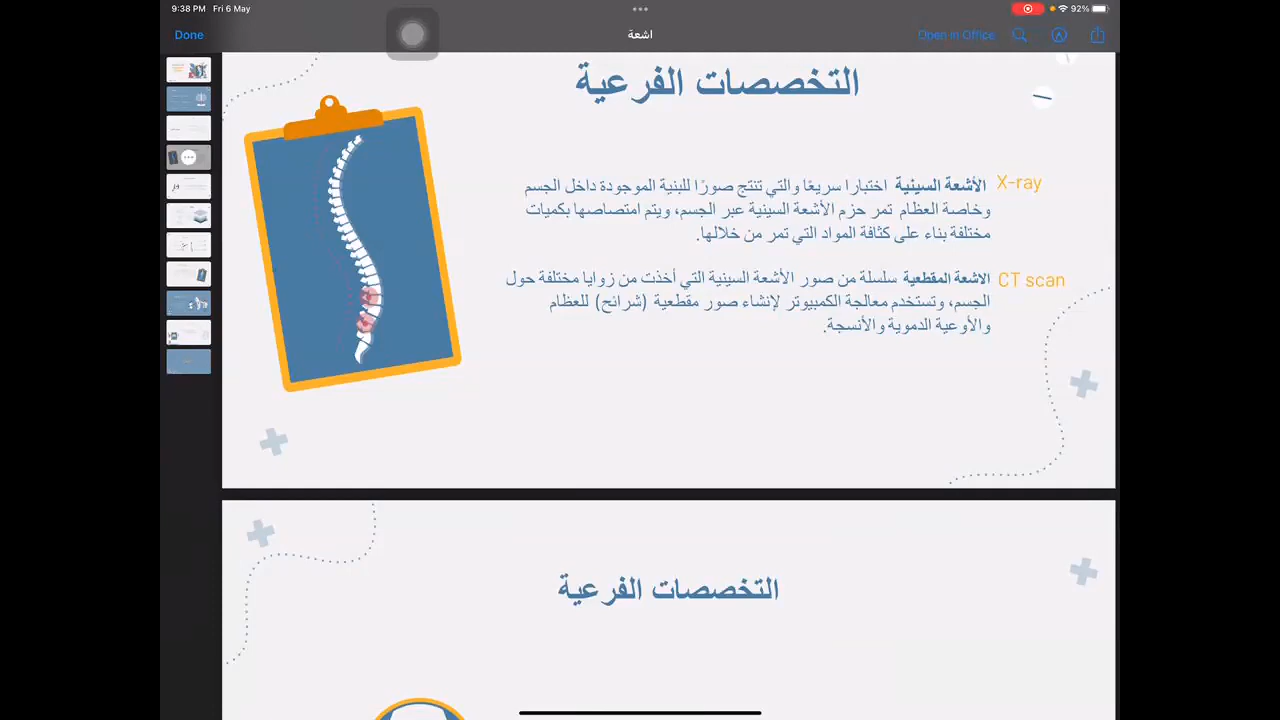 9:38 PM Fri 6 May
92%
Done
اشعة
Open in Office
التخصصات الفرعية
X-ray
الأشعة السينية اختبارا سريعًا والتي تنتج صورًا للبنية الموجودة داخل الجسم
وخاصة العظام تمر حزم الأشعة السينية عبر الجسم، ويتم امتصاصها بكميات
مختلفة بناء على كثافة المواد التي تمر من خلالها.
CT scan
الاشعة المقطعية سلسلة من صور الأشعة السينية التي أخذت من زوايا مختلفة حول
الجسم، وتستخدم معالجة الكمبيوتر لإنشاء صور مقطعية (شرائح) للعظام
والأوعية الدموية والأنسجة.
التخصصات الفرعية